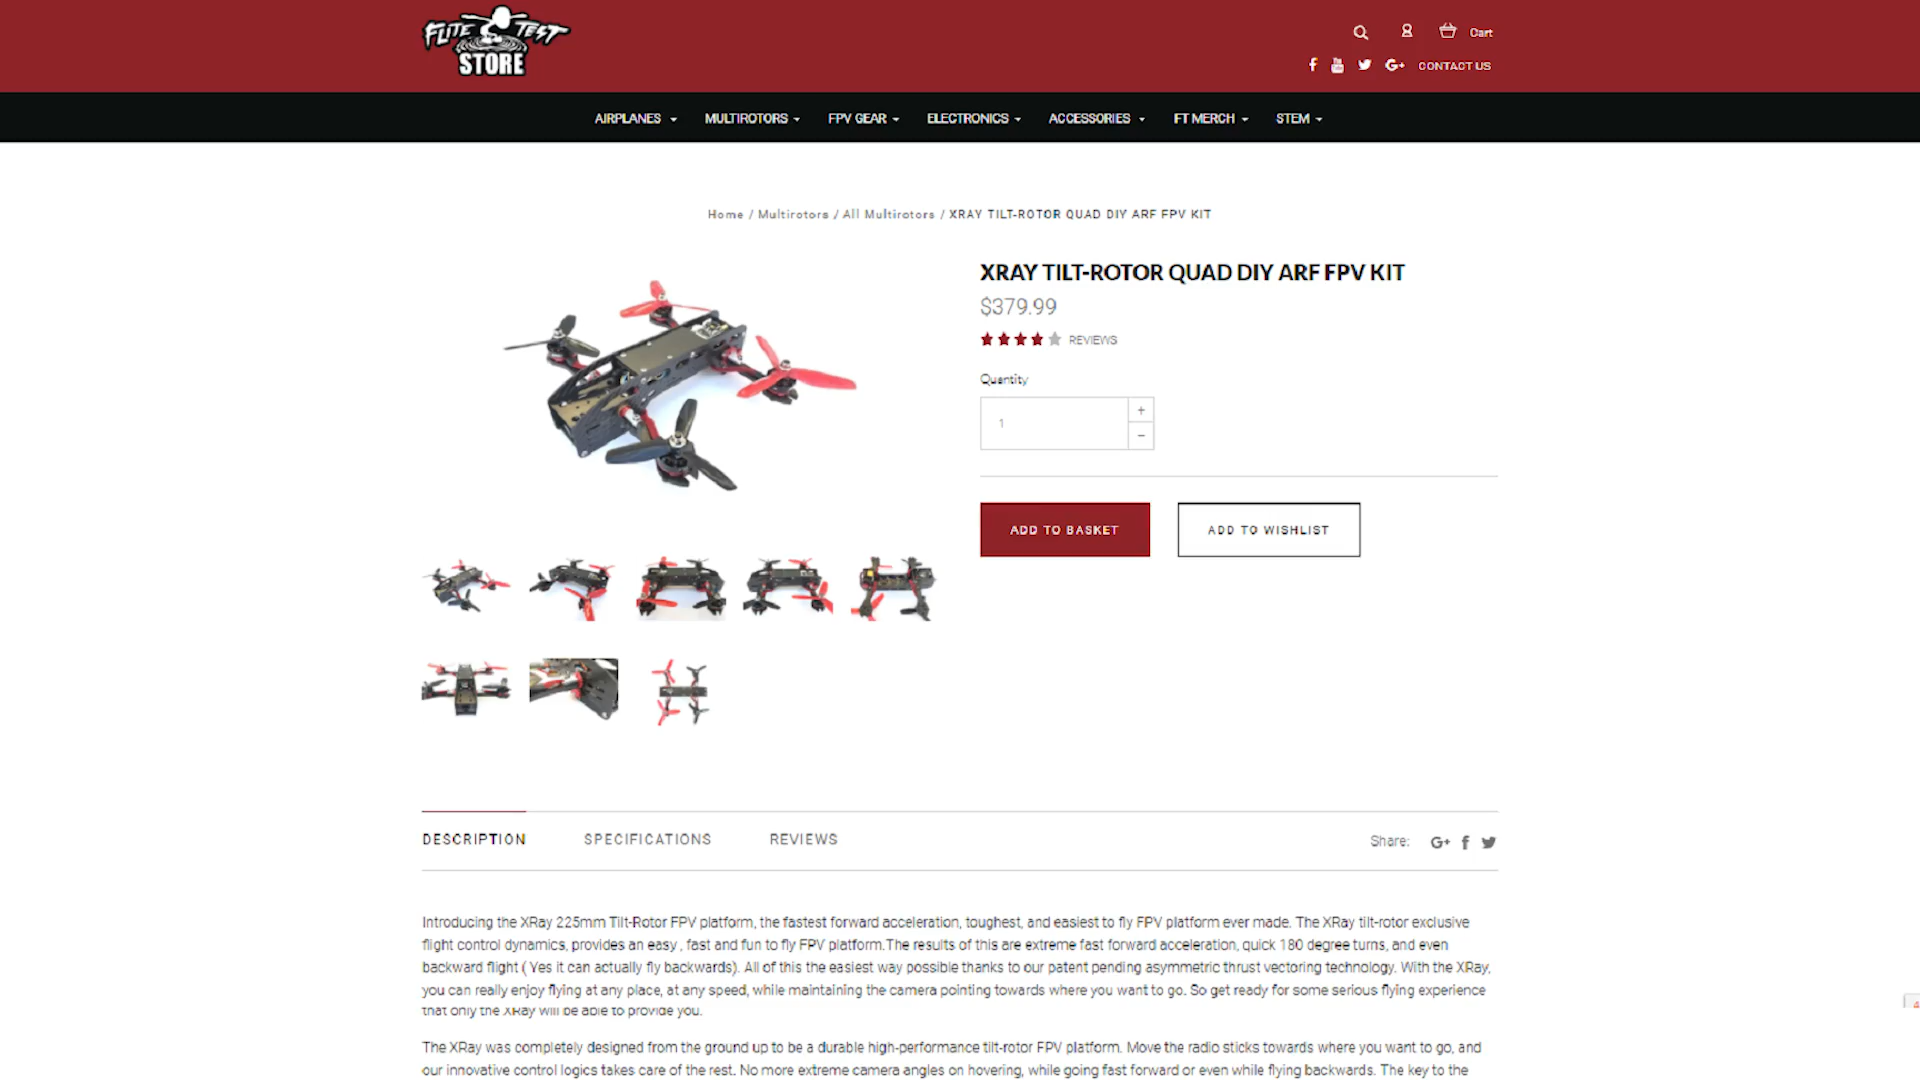 FLITE TEST
STORE
Cart
CONTACT US
AIRPLANES
MULTIROTORS
FPV GEAR
ELECTRONICS
ACCESSORIES
FT MERCH
STEM
Home / Multirotors / All Multirotors / XRAY TILT-ROTOR QUAD DIY ARF FPV KIT
XRAY TILT-ROTOR QUAD DIY ARF FPV KIT
$379.99
REVIEWS
Quantity
1
+
−
ADD TO BASKET
ADD TO WISHLIST
DESCRIPTION
SPECIFICATIONS
REVIEWS
Share:
Introducing the XRay 225mm Tilt-Rotor FPV platform, the fastest forward acceleration, toughest, and easiest to fly FPV platform ever made. The XRay tilt-rotor exclusive
flight control dynamics, provides an easy , fast and fun to fly FPV platform.The results of this are extreme fast forward acceleration, quick 180 degree turns, and even
backward flight ( Yes it can actually fly backwards). All of this the easiest way possible thanks to our patent pending asymmetric thrust vectoring technology. With the XRay,
you can really enjoy flying at any place, at any speed, while maintaining the camera pointing towards where you want to go. So get ready for some serious flying experience
that only the XRay will be able to provide you.
The XRay was completely designed from the ground up to be a durable high-performance tilt-rotor FPV platform. Move the radio sticks towards where you want to go, and
our innovative control logics takes care of the rest. No more extreme camera angles on hovering, while going fast forward or even while flying backwards. The key to the